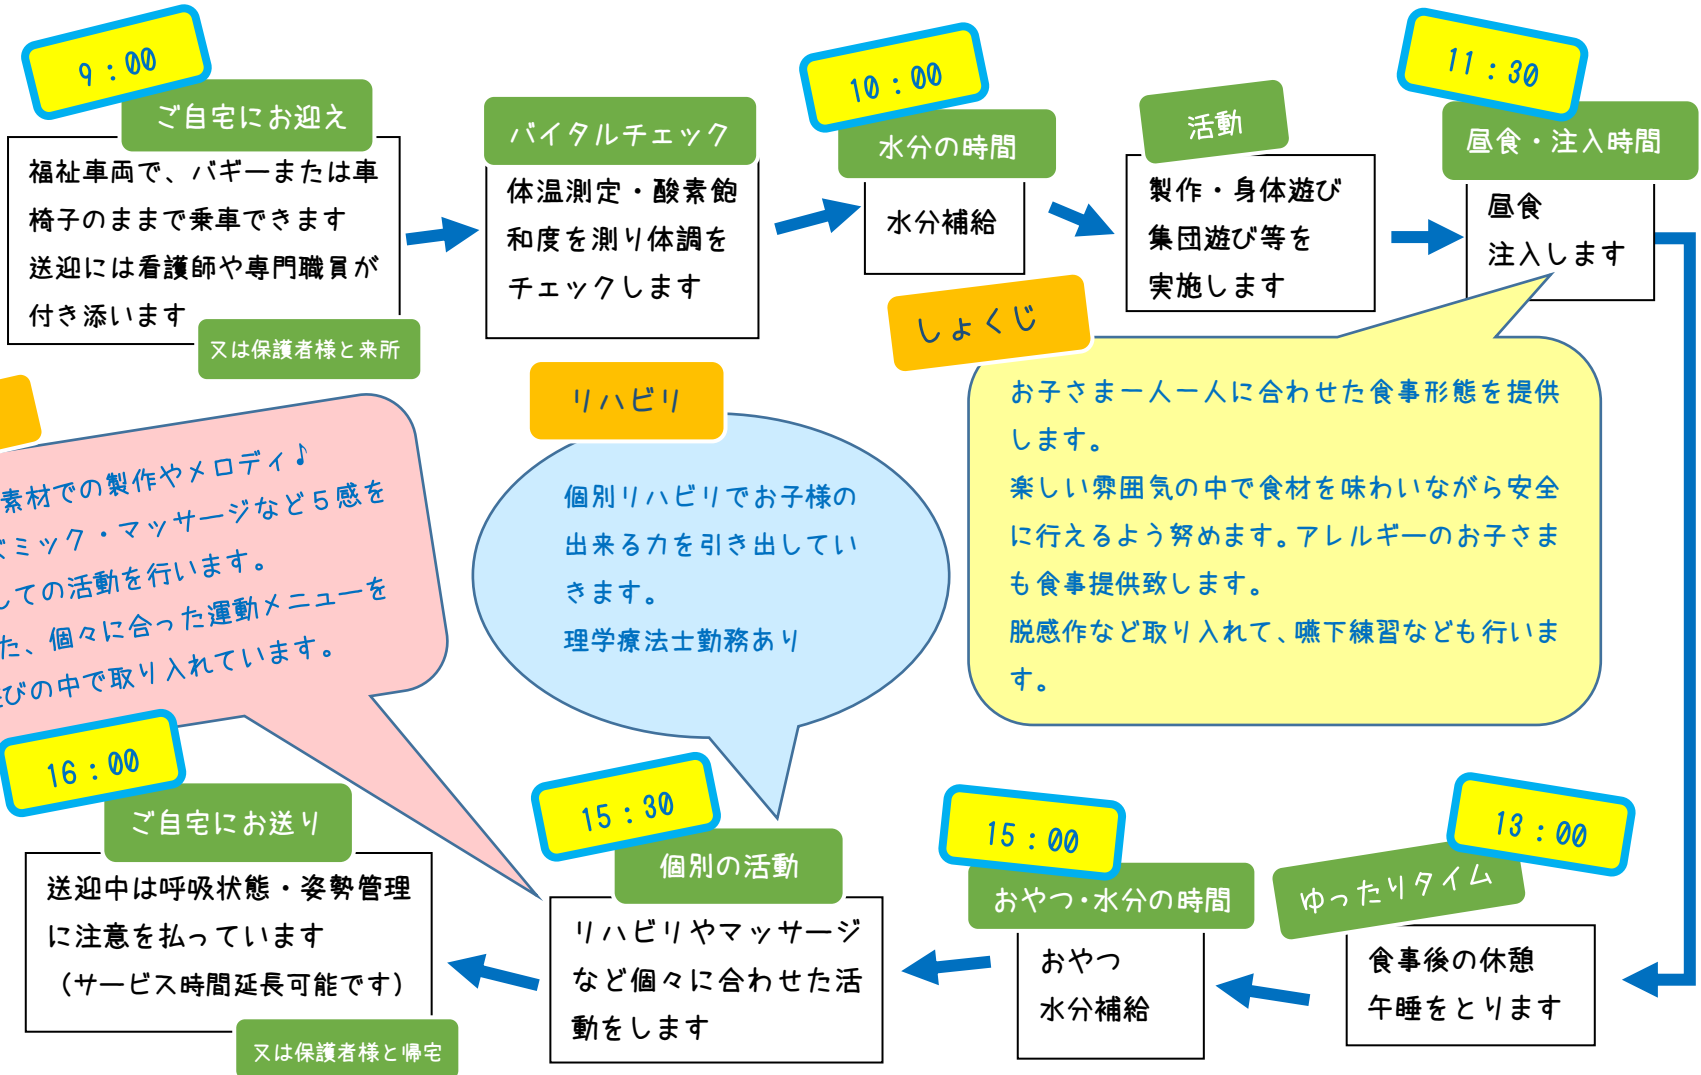 9：00
ご自宅にお迎え
福祉車両で、バギーまたは車
椅子のままで乗車できます
送迎には看護師や専門職員が
付き添います
又は保護者様と来所
バイタルチェック
体温測定・酸素飽
和度を測り体調を
チェックします
10：00
水分の時間
水分補給
活動
製作・身体遊び
集団遊び等を
実施します
11：30
昼食・注入時間
昼食
注入します
しょくじ
お子さま一人一人に合わせた食事形態を提供
します。
楽しい雰囲気の中で食材を味わいながら安全
に行えるよう努めます。アレルギーのお子さま
も食事提供致します。
脱感作など取り入れて、嚥下練習なども行いま
す。
リハビリ
個別リハビリでお子様の
出来る力を引き出してい
きます。
理学療法士勤務あり
素材での製作やメロディ♪
ズミック・マッサージなど５感を
しての活動を行います。
た、個々に合った運動メニューを
びの中で取り入れています。
13：00
ゆったりタイム
食事後の休憩
午睡をとります
15：00
おやつ・水分の時間
おやつ
水分補給
15：30
個別の活動
リハビリやマッサージ
など個々に合わせた活
動をします
16：00
ご自宅にお送り
送迎中は呼吸状態・姿勢管理
に注意を払っています
（サービス時間延長可能です）
又は保護者様と帰宅